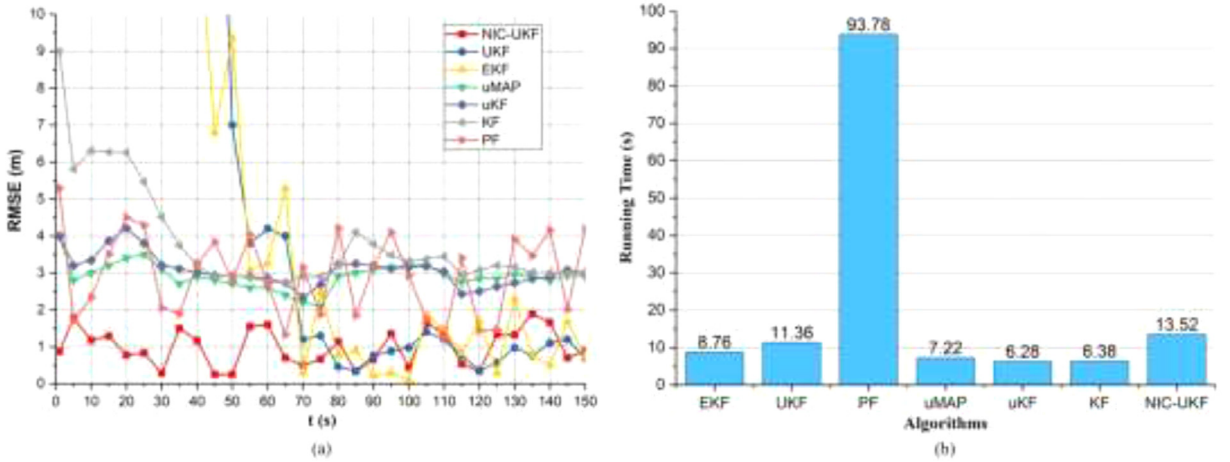 10
9
8
7
6
5
4
3
2
1
0
RMSE (m)
NIC-UKF
UKF
EKF
uMAP
uKF
KF
PF
0 10 20 30 40 50 60 70 80 90 100 110 120 130 140 150
t (s)
(a)
100
90
80
70
60
50
40
30
20
10
0
Running Time (s)
8.76
11.36
93.78
7.22
6.28
6.38
13.52
EKF UKF PF uMAP uKF KF NIC-UKF
Algorithms
(b)